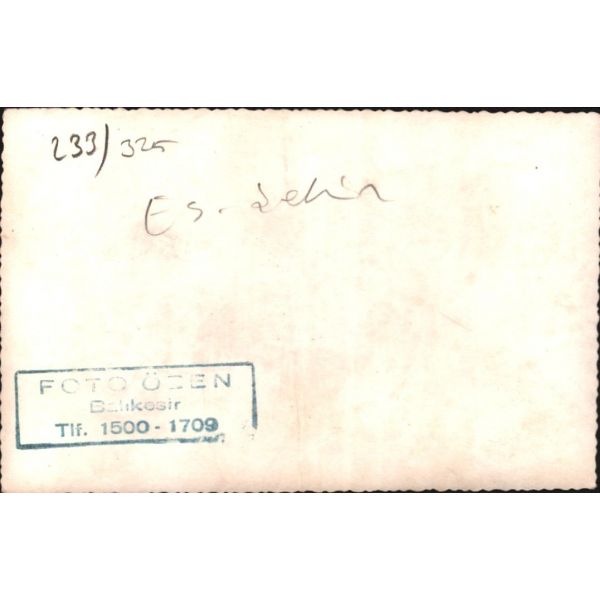 233/325
Es-şehir
FOTO ÖZEN
Balıkesir
Tlf. 1500 - 1709